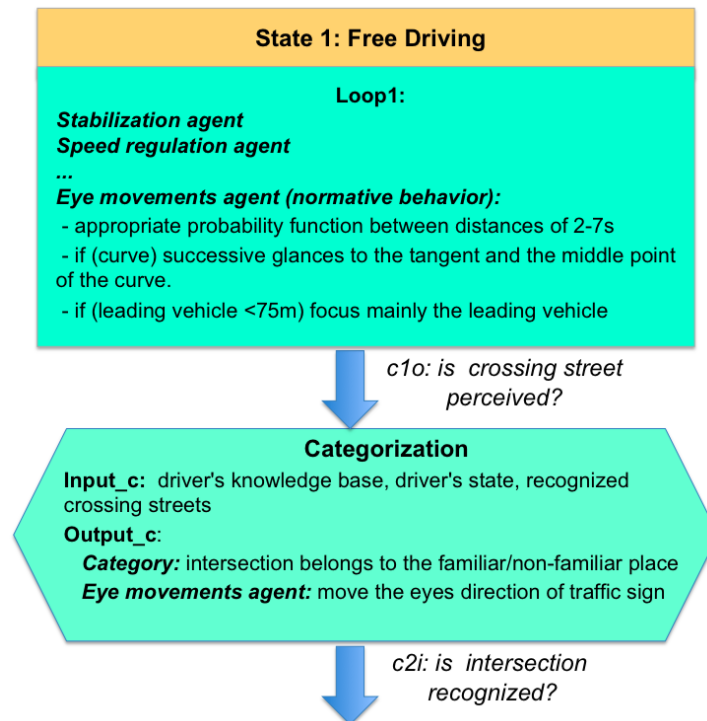 State 1: Free Driving
Loop1:
Stabilization agent
Speed regulation agent
...
Eye movements agent (normative behavior):
- appropriate probability function between distances of 2-7s
- if (curve) successive glances to the tangent and the middle point
of the curve.
- if (leading vehicle <75m) focus mainly the leading vehicle
c1o: is crossing street
perceived?
Categorization
Input_c: driver's knowledge base, driver's state, recognized
crossing streets
Output_c:
Category: intersection belongs to the familiar/non-familiar place
Eye movements agent: move the eyes direction of traffic sign
c2i: is intersection
recognized?